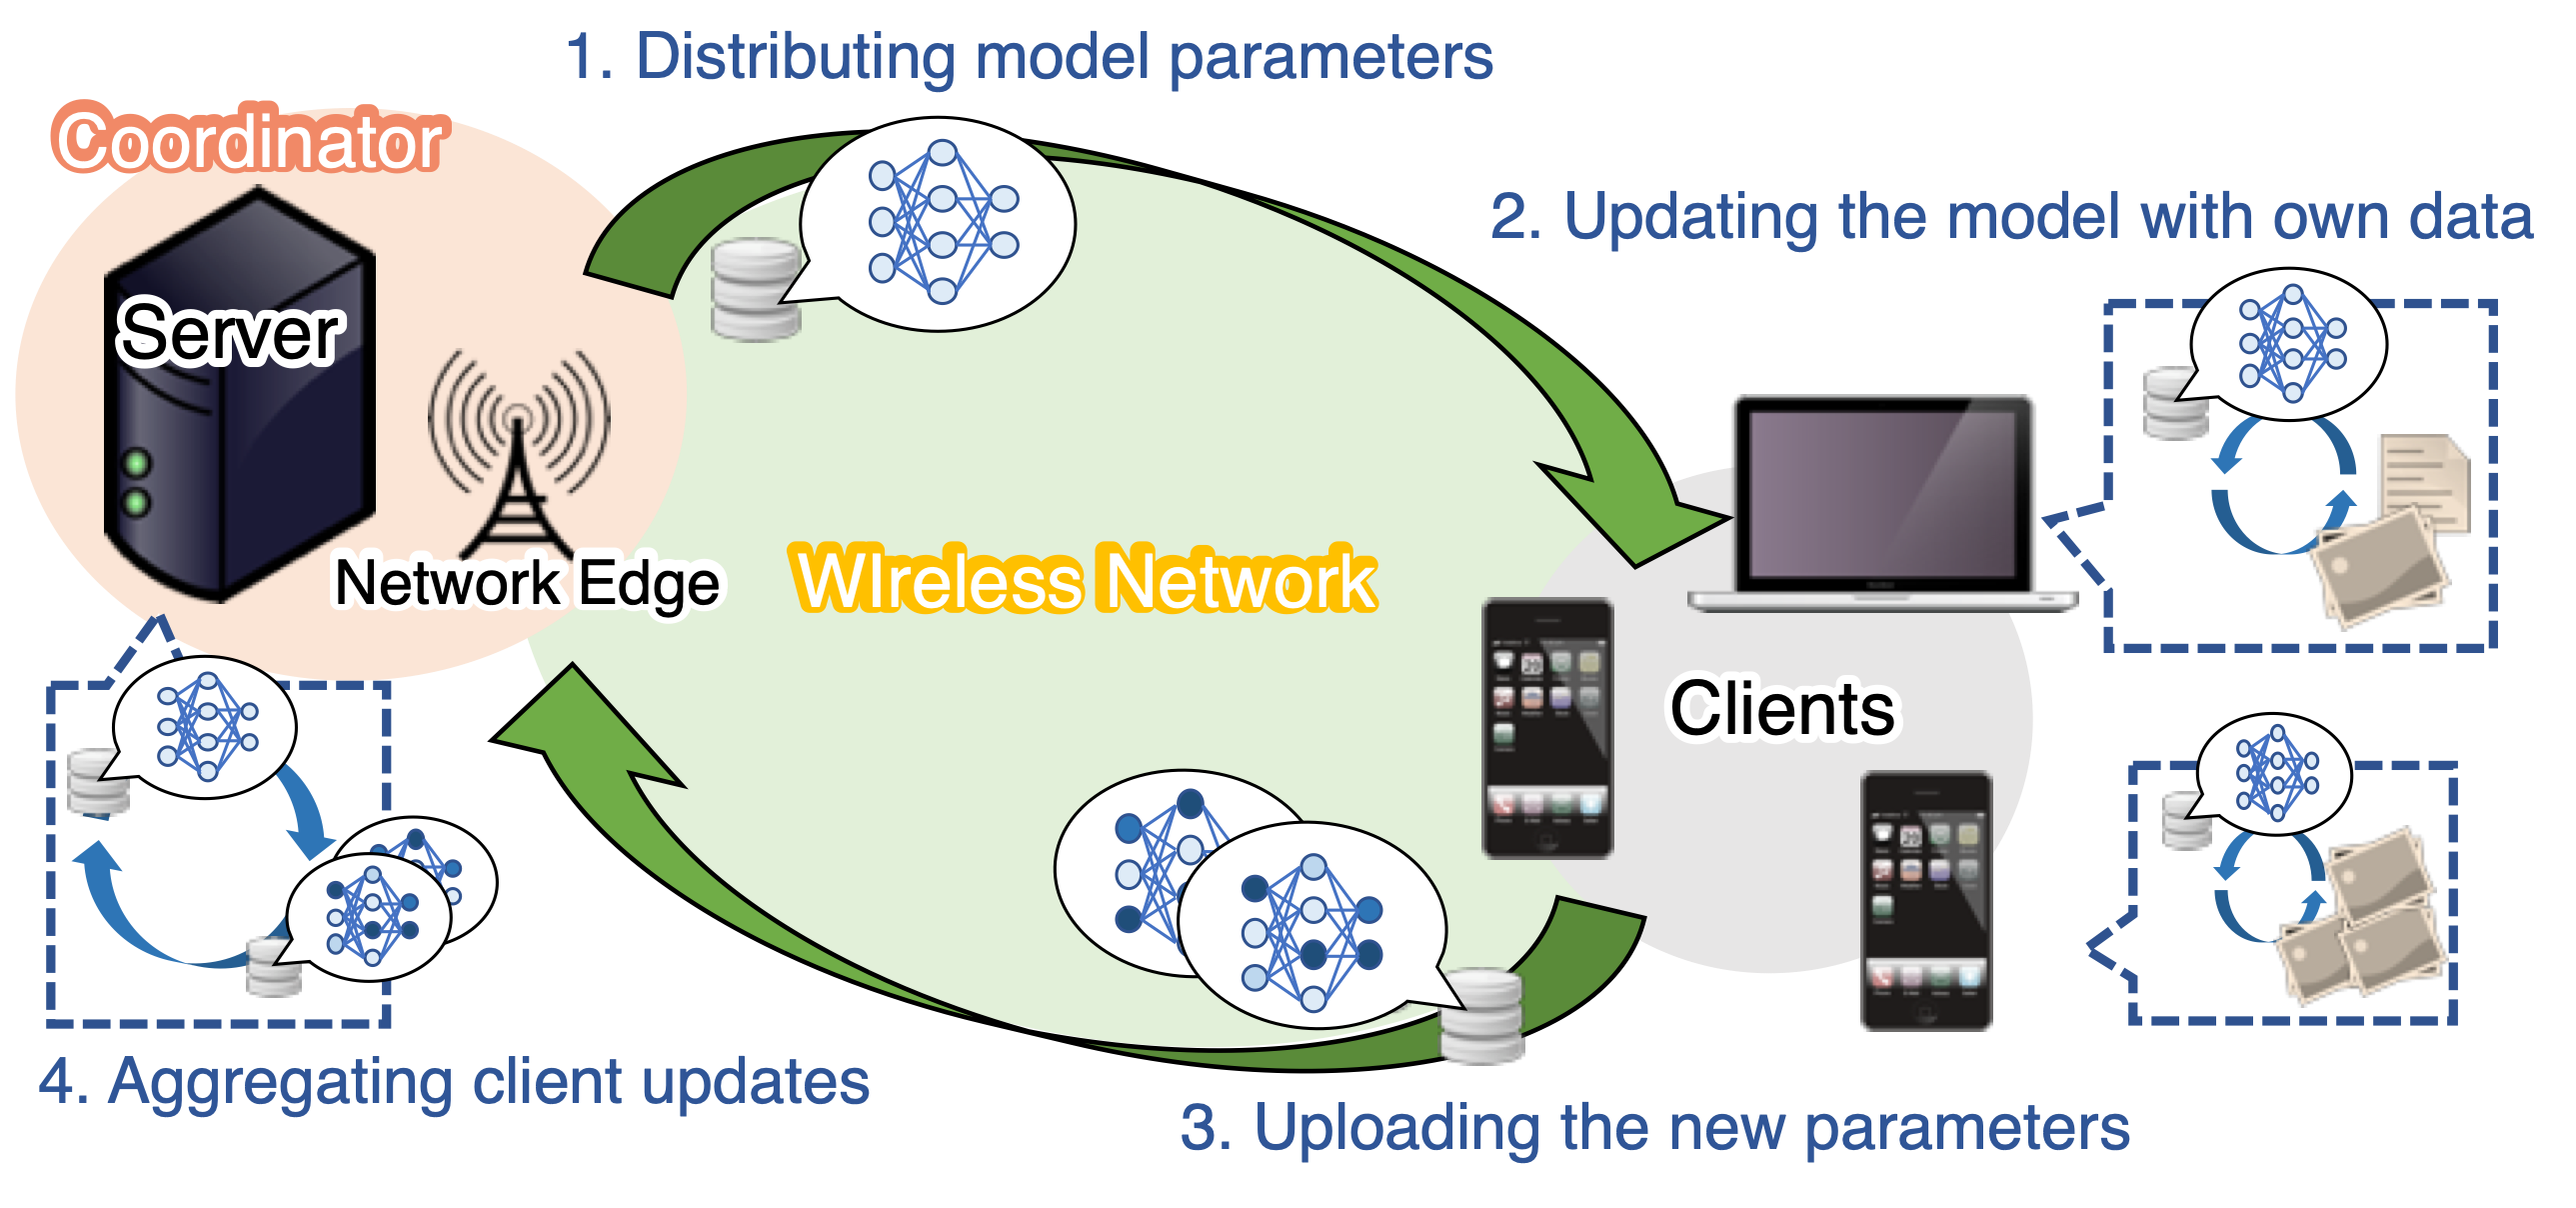 1. Distributing model parameters
Coordinator
2. Updating the model with own data
Server
Network Edge
WIreless Network
Clients
4. Aggregating client updates
3. Uploading the new parameters